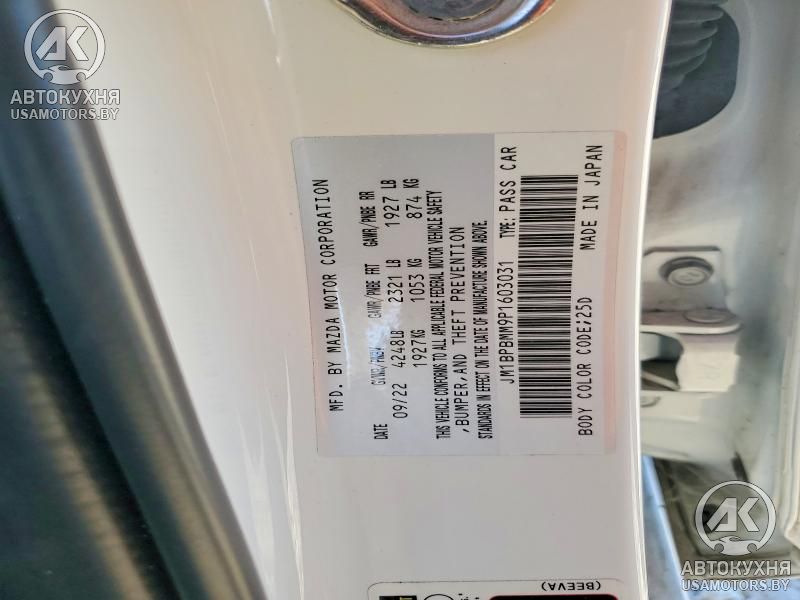 AK
АВТОКУХНЯ
USAMOTORS.BY
MFD. BY MAZDA MOTOR CORPORATION
DATE GVWR/PNBV GAWR/PNBE FRT GAWR/PNBE RR
09/22 4248LB 2321 LB 1927 LB
1927KG 1053 KG 874 KG
THIS VEHICLE CONFORMS TO ALL APPLICABLE FEDERAL MOTOR VEHICLE SAFETY
,BUMPER,AND THEFT PREVENTION
STANDARDS IN EFFECT ON THE DATE OF MANUFACTURE SHOWN ABOVE.
JM1BPBMM9P1603031 TYPE: PASS CAR
BODY COLOR CODE:25D MADE IN JAPAN
(BEEVA)
AK
АВТОКУХНЯ
USAMOTORS.BY